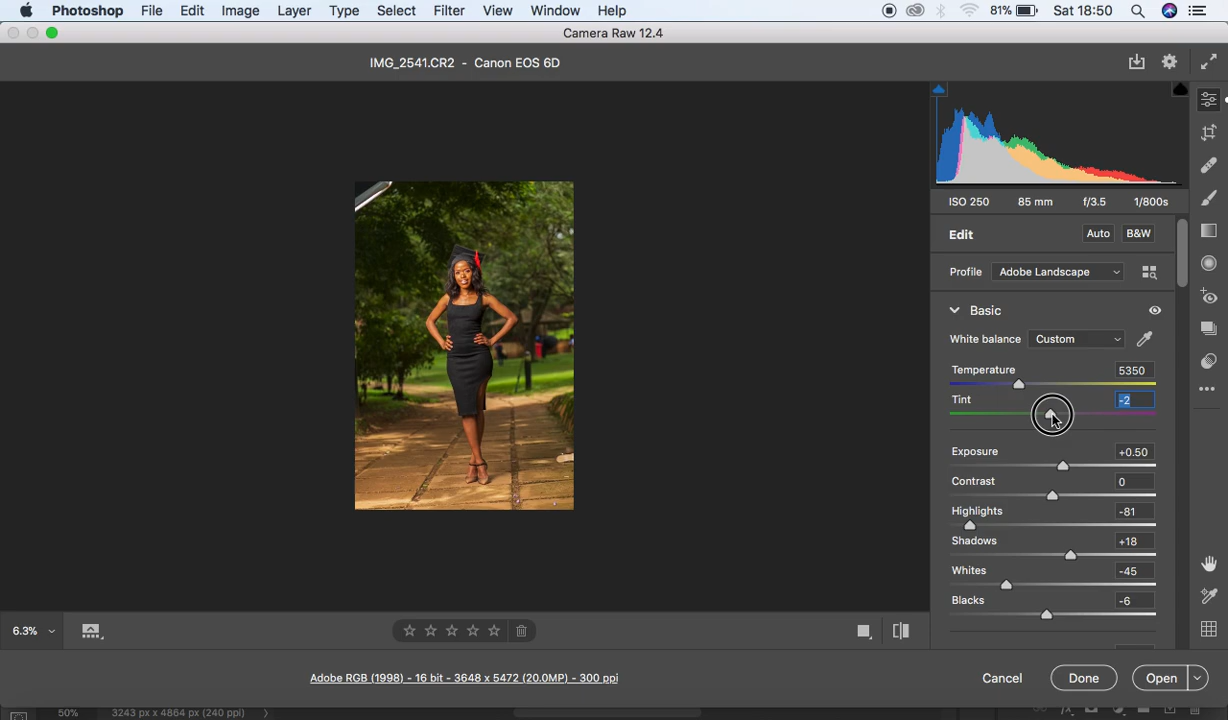 Photoshop File Edit Image Layer Type Select Filter View Window Help 81% Sat 18:50
Camera Raw 12.4
IMG_2541.CR2 - Canon EOS 6D
ISO 250 85 mm f/3.5 1/800s
Edit Auto B&W
Profile Adobe Landscape
Basic
White balance Custom
Temperature 5350
Tint -2
Exposure +0.50
Contrast 0
Highlights -81
Shadows +18
Whites -45
Blacks -6
6.3%
Adobe RGB (1998) - 16 bit - 3648 x 5472 (20.0MP) - 300 ppi
Cancel Done Open
50% 3243 px x 4864 px (240 ppi)